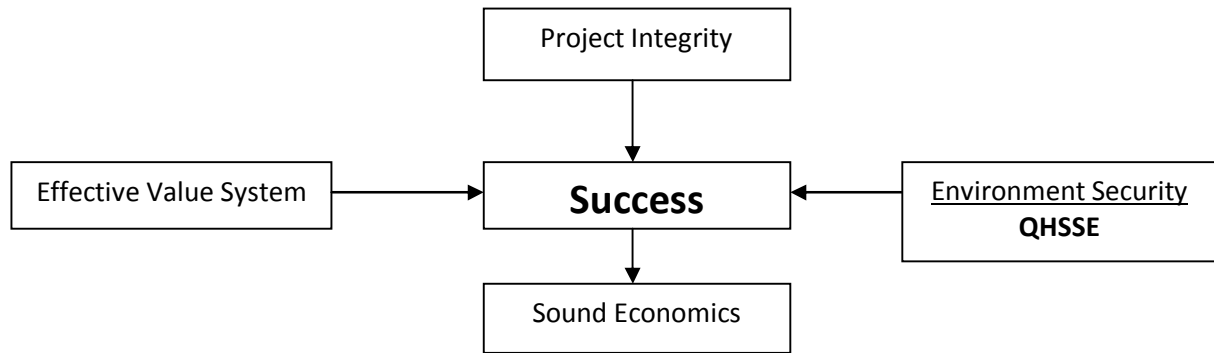 Project Integrity
Effective Value System
Success
Environment Security
QHSSE
Sound Economics